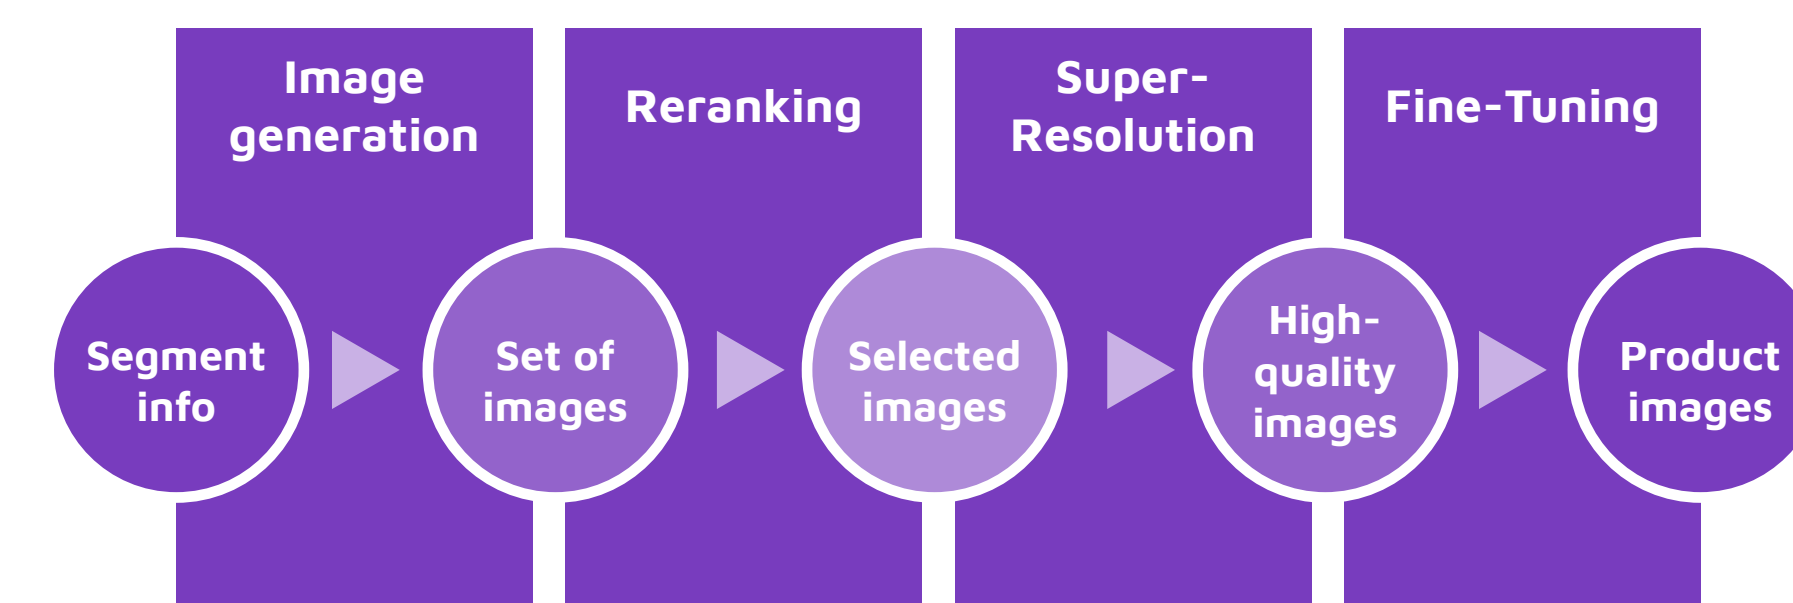 Image
generation
Reranking
Super-
Resolution
Fine-Tuning
Segment
info
Set of
images
Selected
images
High-
quality
images
Product
images